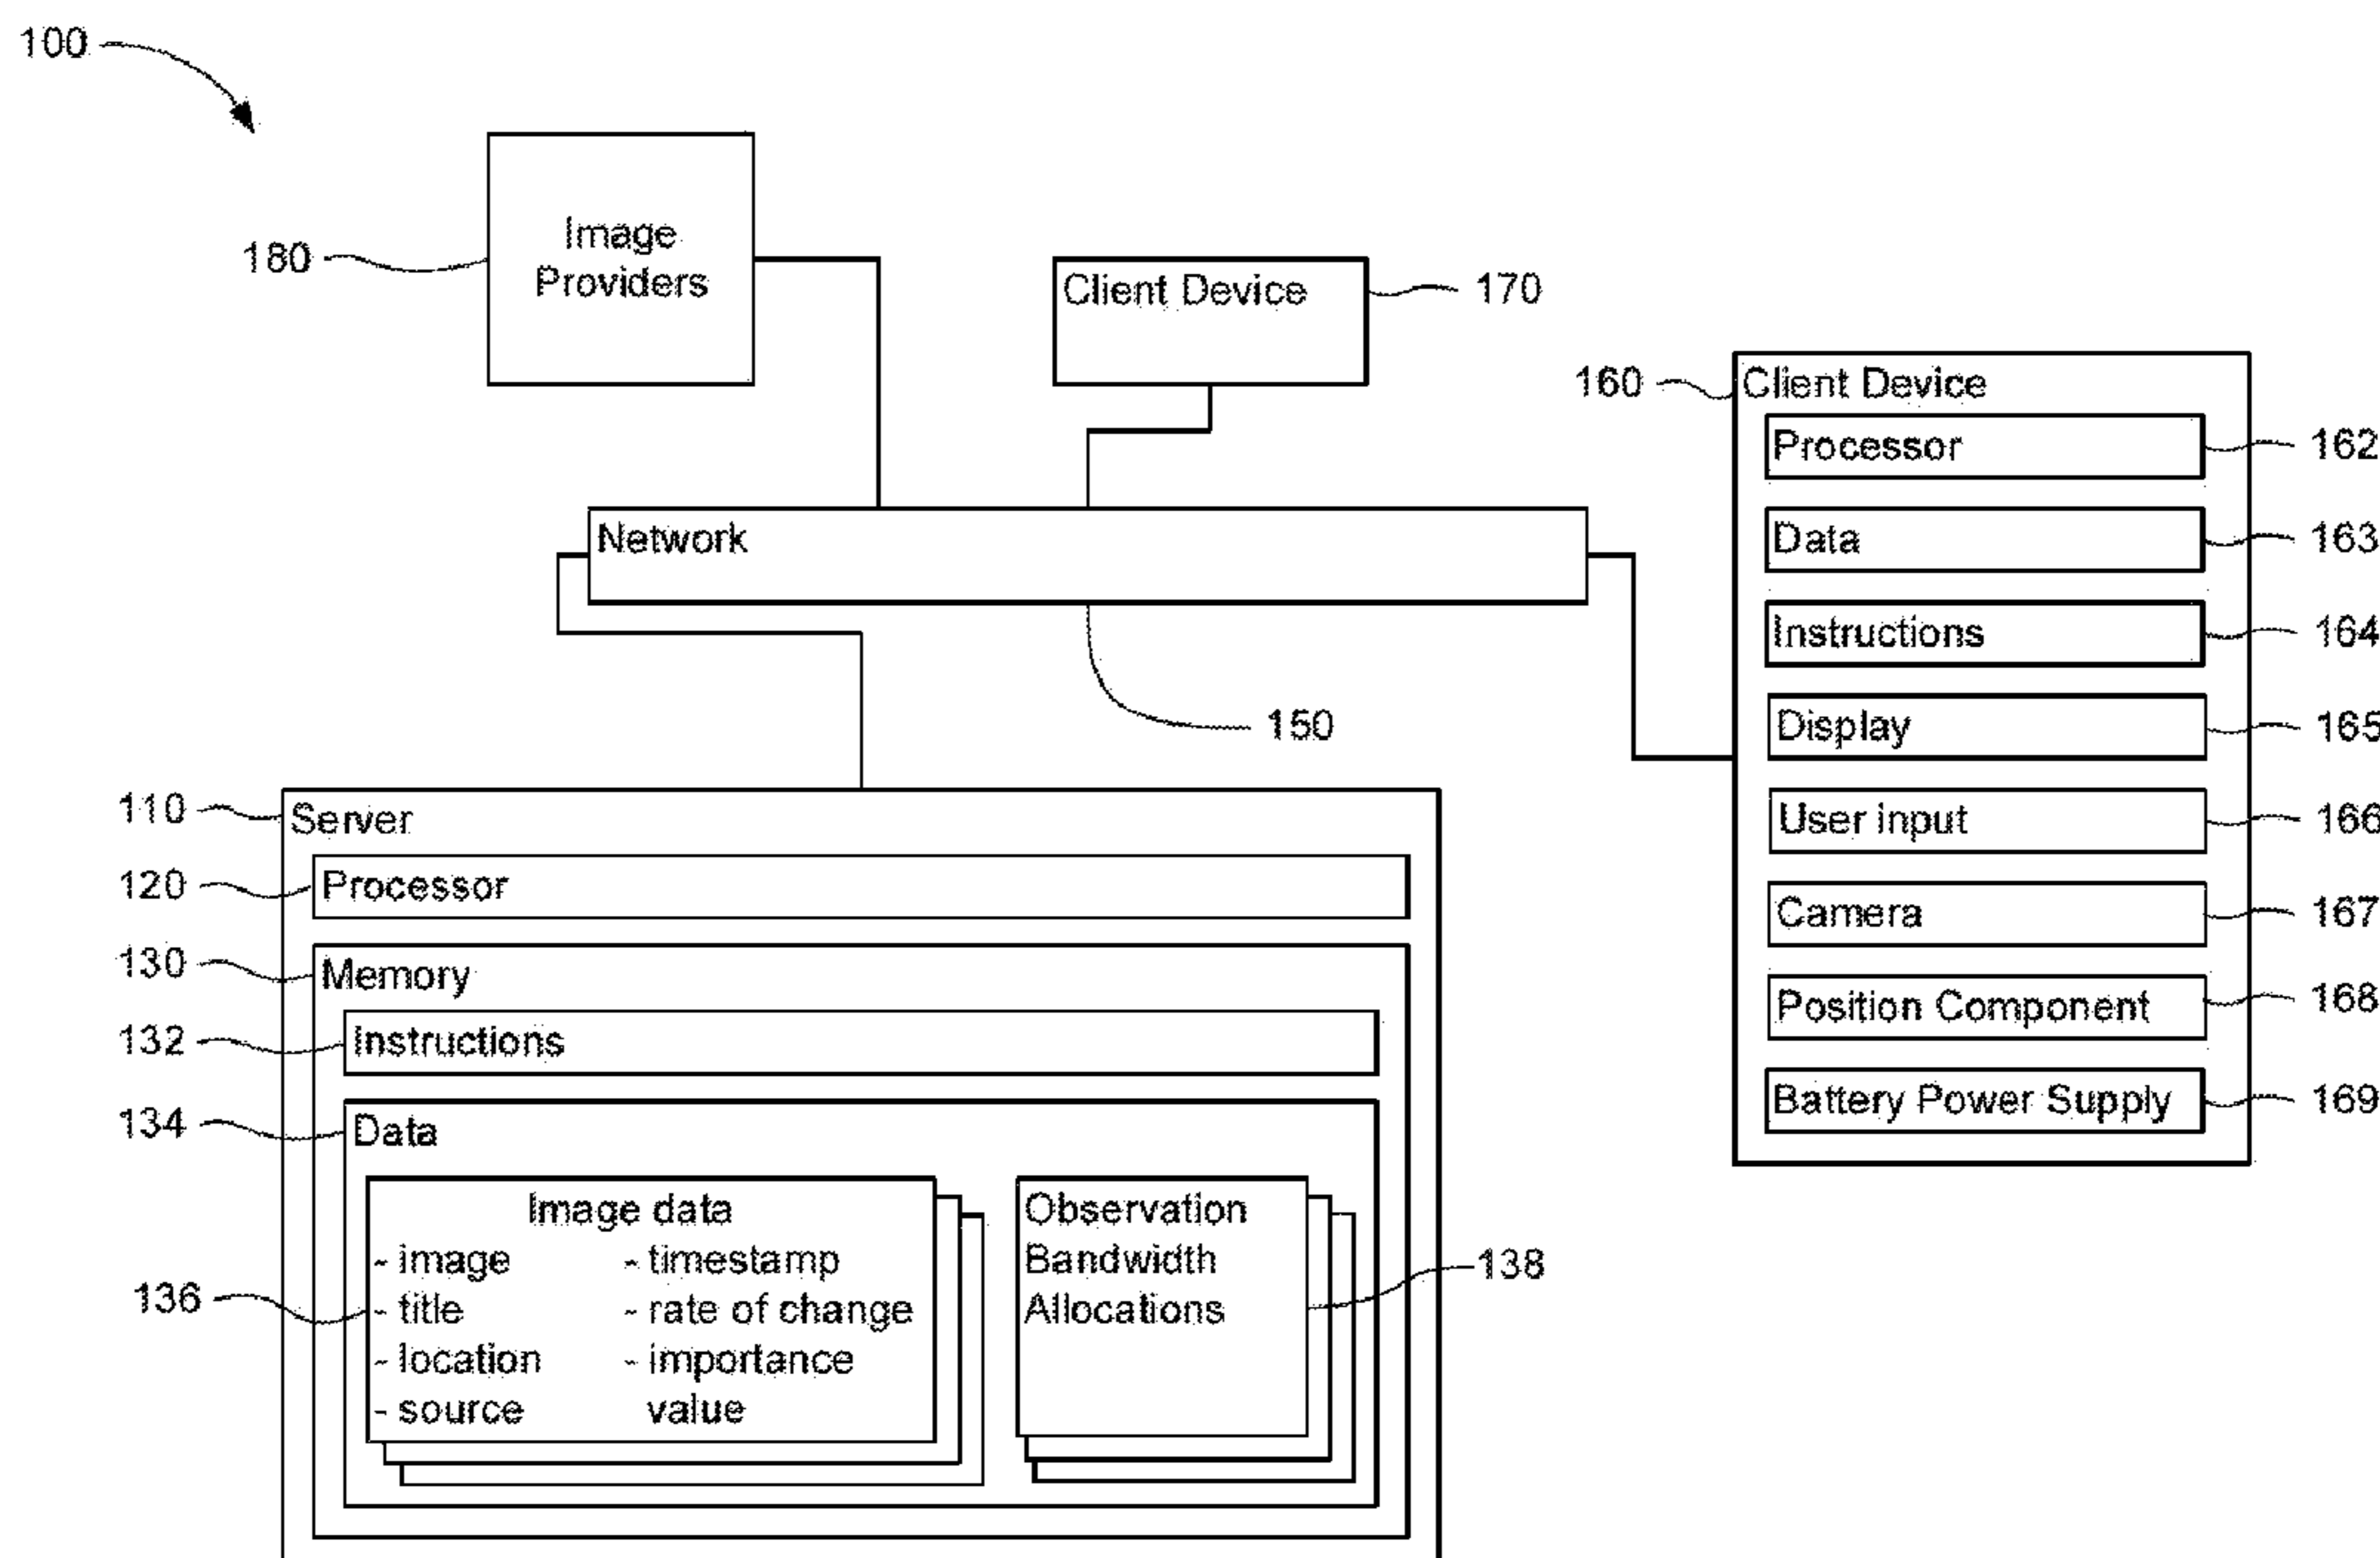 100
180
Image
Providers
Client Device
170
160
Client Device
Processor
162
Data
163
Instructions
164
Display
165
User input
166
Camera
167
Position Component
168
Battery Power Supply
169
Network
150
110
Server
120
Processor
130
Memory
132
Instructions
134
Data
136
Image data
- image
- title
- location
- source
- timestamp
- rate of change
- importance
value
Observation
Bandwidth
Allocations
138